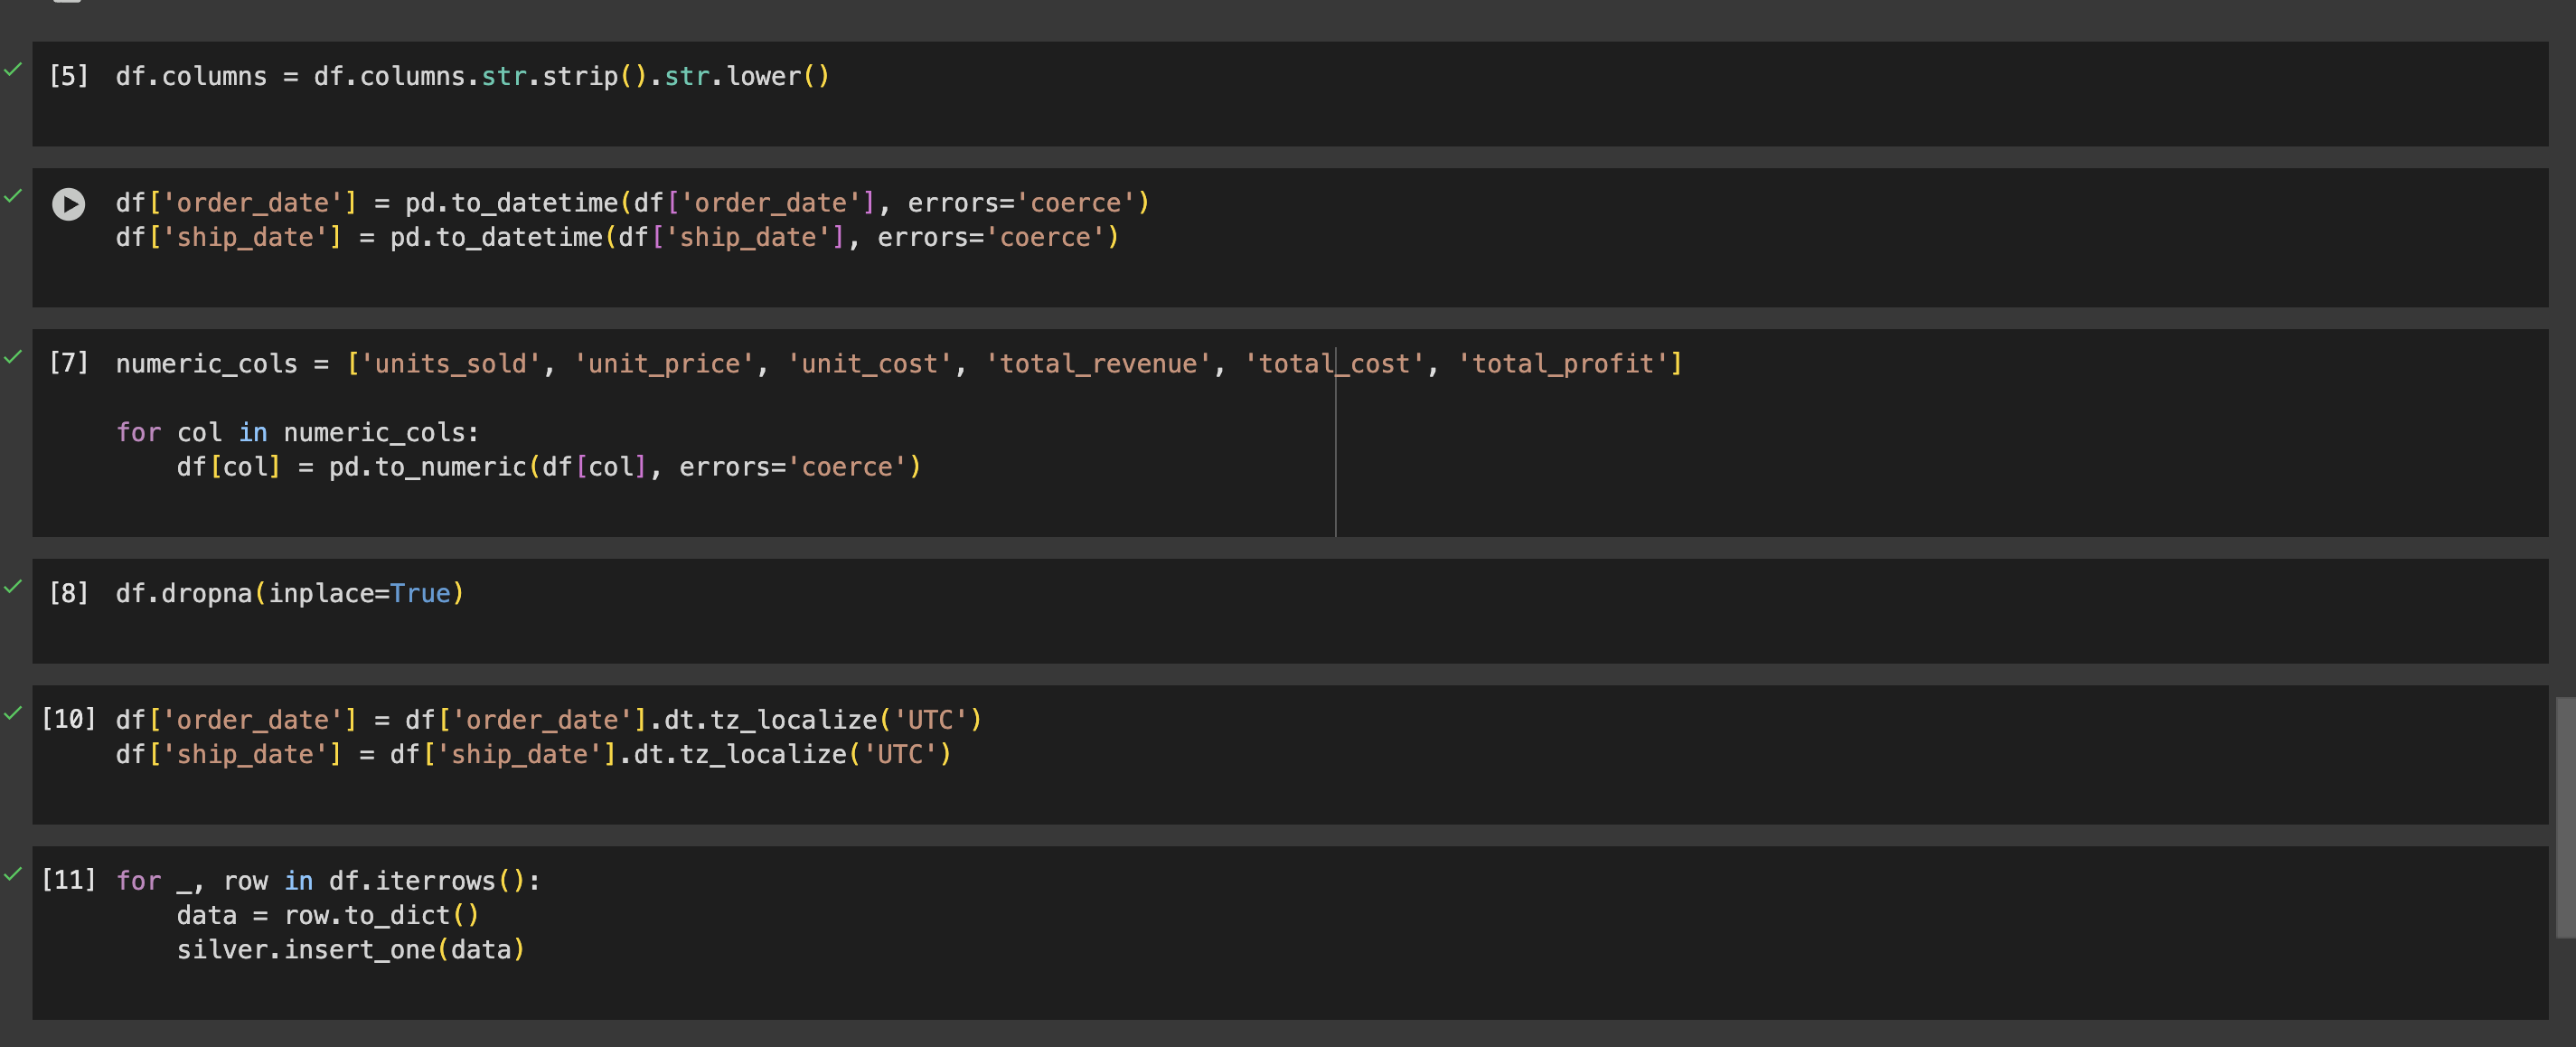 [5] df.columns = df.columns.str.strip().str.lower()
df['order_date'] = pd.to_datetime(df['order_date'], errors='coerce')
df['ship_date'] = pd.to_datetime(df['ship_date'], errors='coerce')
[7] numeric_cols = ['units_sold', 'unit_price', 'unit_cost', 'total_revenue', 'total_cost', 'total_profit']
for col in numeric_cols:
    df[col] = pd.to_numeric(df[col], errors='coerce')
[8] df.dropna(inplace=True)
[10] df['order_date'] = df['order_date'].dt.tz_localize('UTC')
df['ship_date'] = df['ship_date'].dt.tz_localize('UTC')
[11] for _, row in df.iterrows():
    data = row.to_dict()
    silver.insert_one(data)